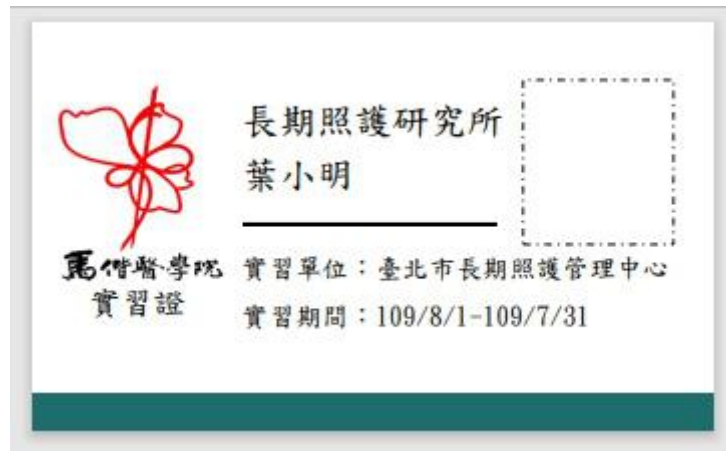 長期照護研究所
葉小明
馬偕醫學院
實習證
實習單位：臺北市長期照護管理中心
實習期間：109/8/1-109/7/31